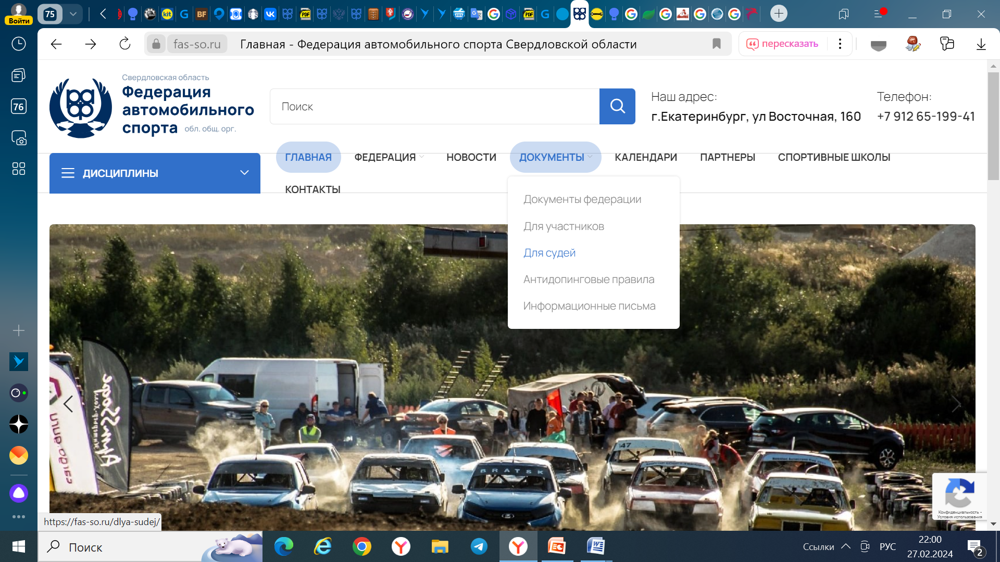 75
Войти
fas-so.ru
Главная - Федерация автомобильного спорта Свердловской области
пересказать
76
Свердловская область
Федерация
автомобильного
спорта обл. общ. орг.
Поиск
Наш адрес:
г.Екатеринбург, ул Восточная, 160
Телефон:
+7 912 65-199-41
ДИСЦИПЛИНЫ
ГЛАВНАЯ ФЕДЕРАЦИЯ НОВОСТИ ДОКУМЕНТЫ КАЛЕНДАРИ ПАРТНЕРЫ СПОРТИВНЫЕ ШКОЛЫ
КОНТАКТЫ
Документы федерации
Для участников
Для судей
Антидопинговые правила
Информационные письма
47
BRATSK
Конфиденциальность -
Условия использования
https://fas-so.ru/dlya-sudej/
Поиск
Ссылки
РУС
22:00
27.02.2024
2